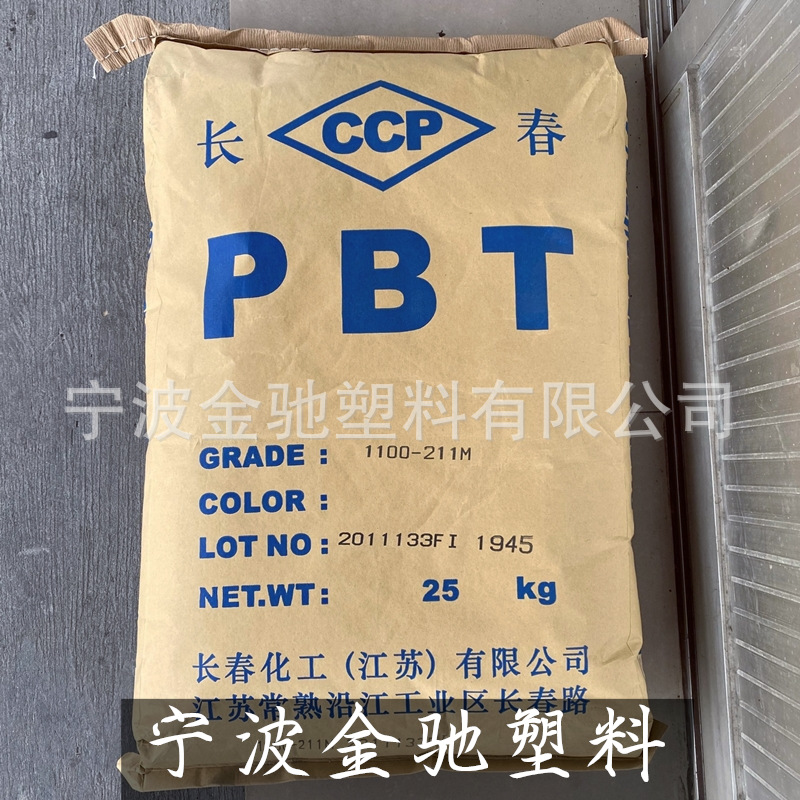 长 CCP 春
PBT
宁波金驰塑料有限公司
GRADE: 1100-211M
COLOR:
LOT NO: 2011133FI 1945
NET.WT: 25 kg
长春化工(江苏)有限公司
江苏常熟沿江工业区长春路
宁波金驰塑料